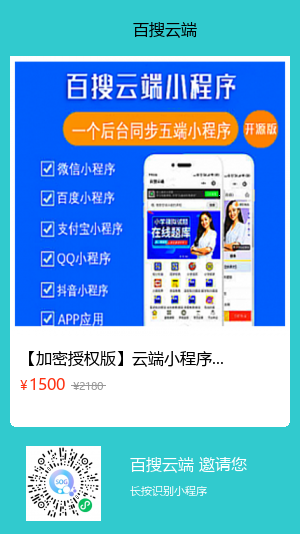 百搜云端
百搜云端小程序
一个后台同步五端小程序
开源版
微信小程序
百度小程序
支付宝小程序
QQ小程序
抖音小程序
APP应用
小学模拟试题
在线题库
【加密授权版】云端小程序...
¥1500 ¥2180
百搜云端 邀请您
长按识别小程序